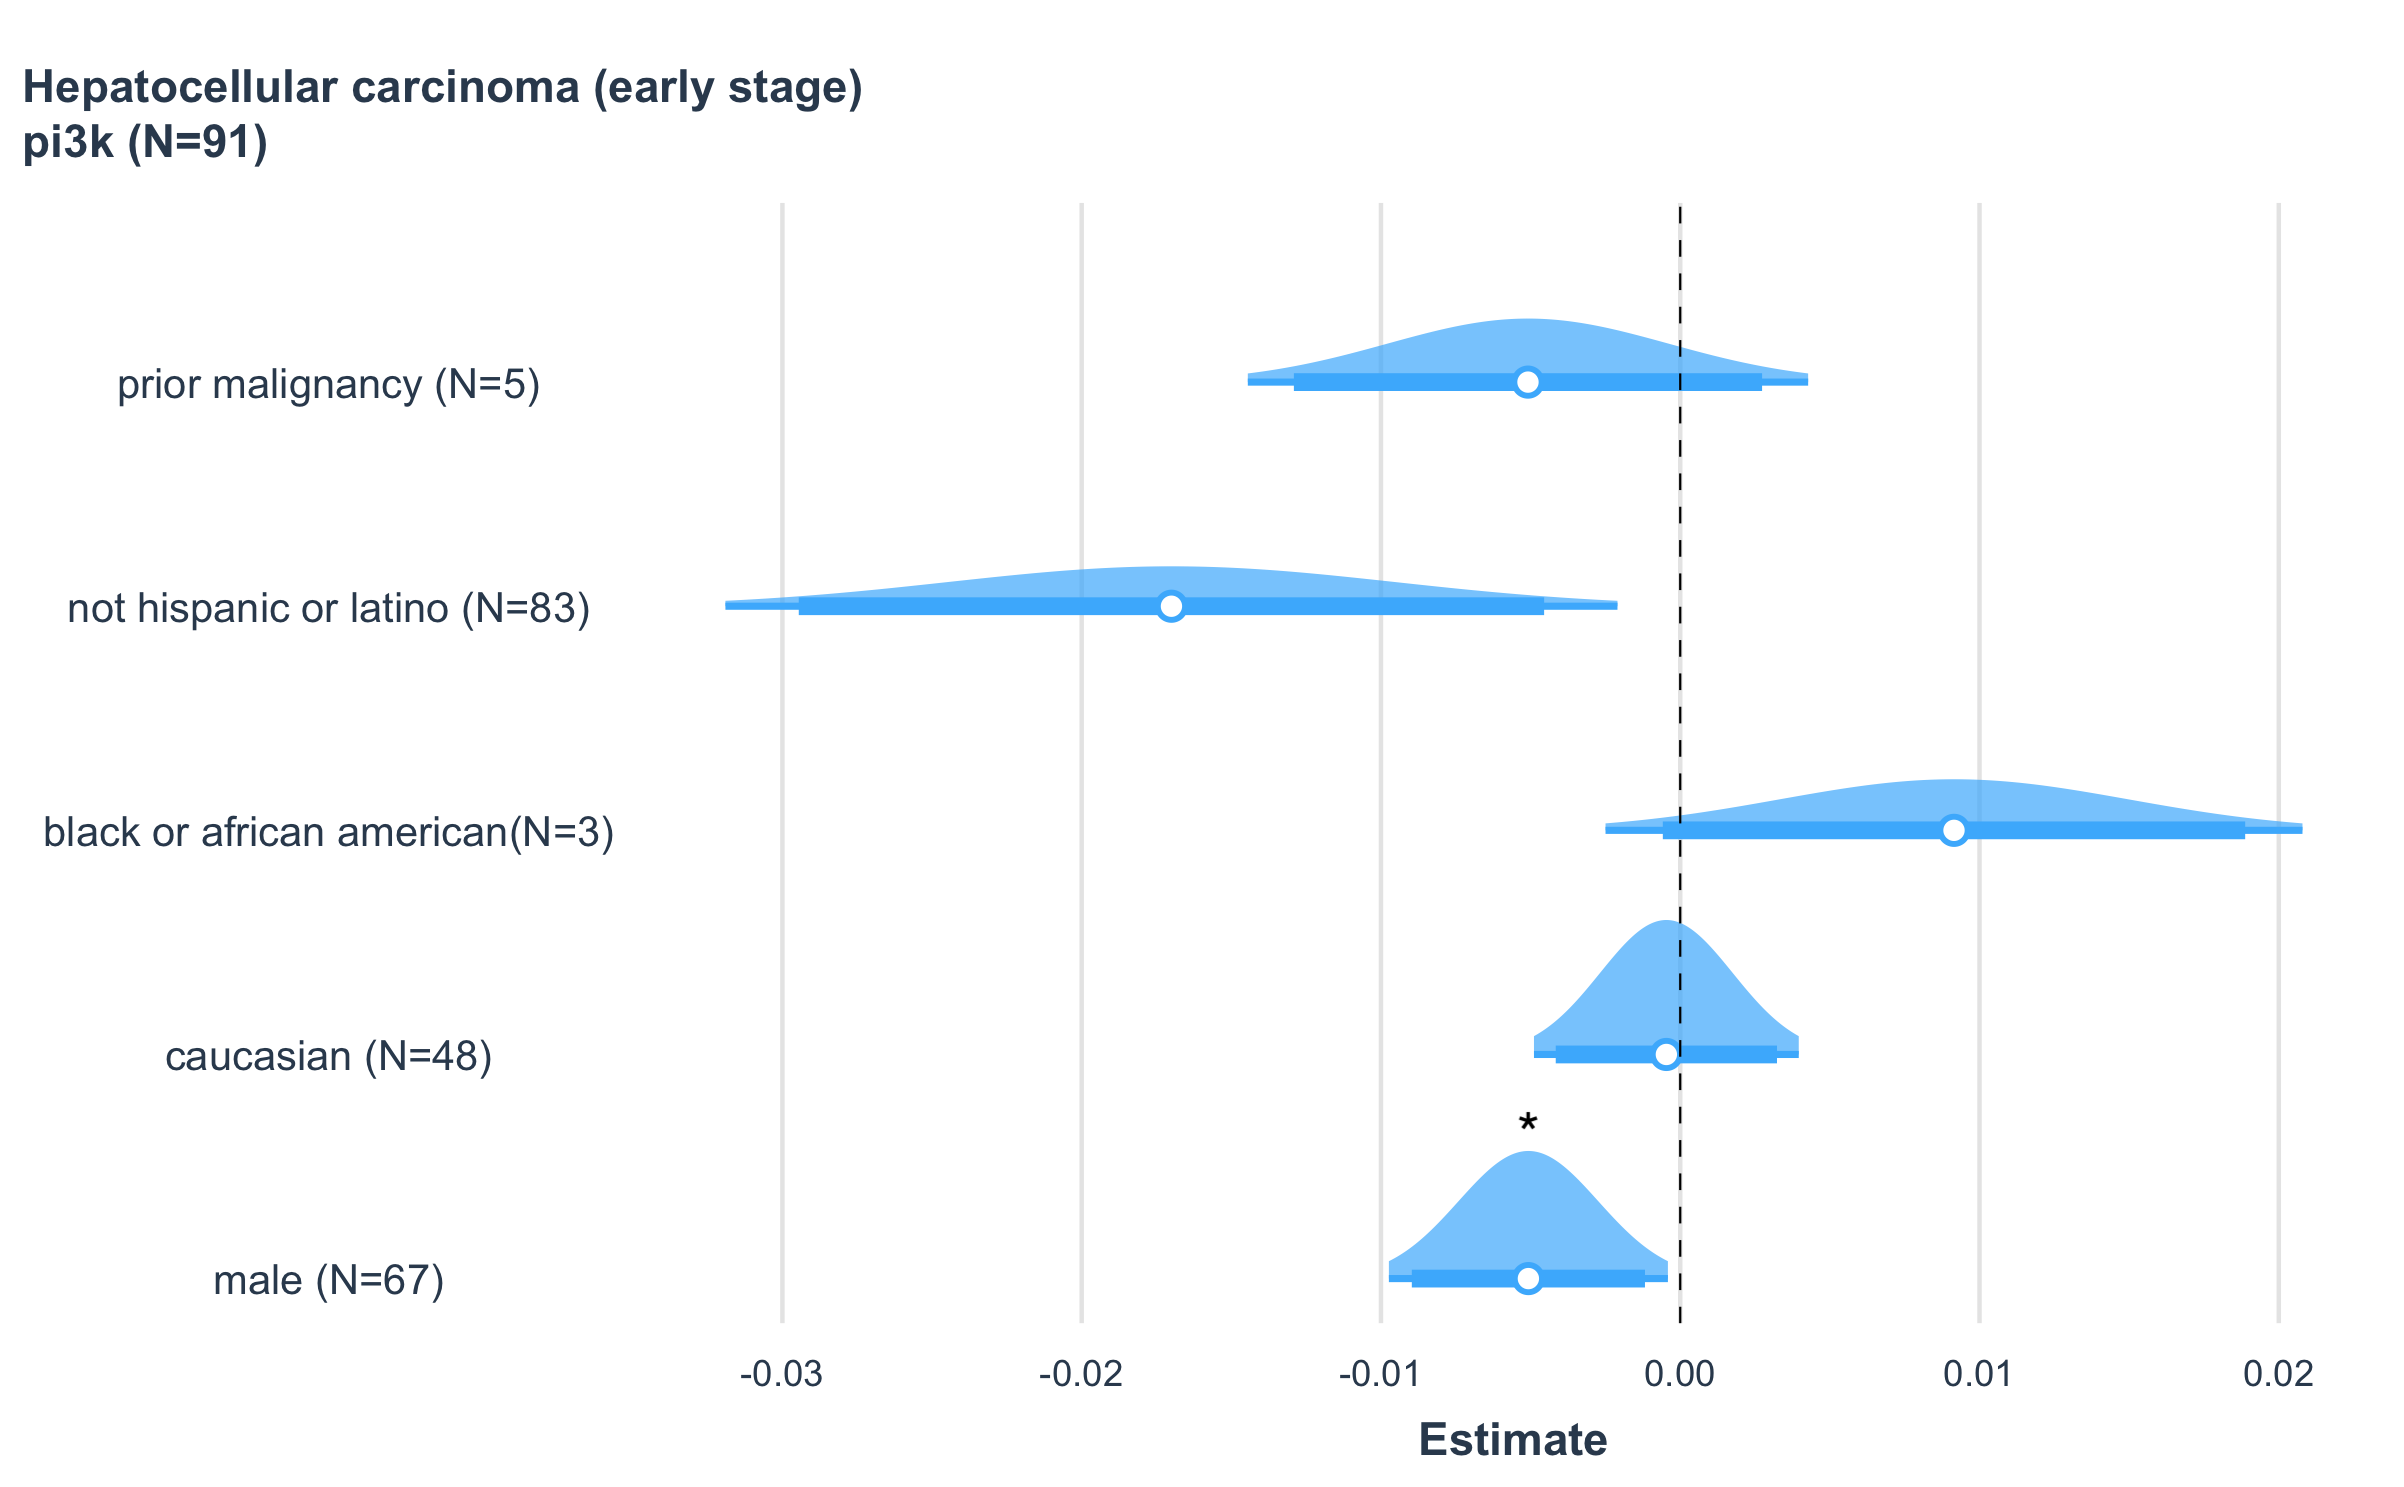 Hepatocellular carcinoma (early stage)
pi3k (N=91)
prior malignancy (N=5)
not hispanic or latino (N=83)
black or african american(N=3)
caucasian (N=48)
*
male (N=67)
-0.03 -0.02 -0.01 0.00 0.01 0.02
Estimate